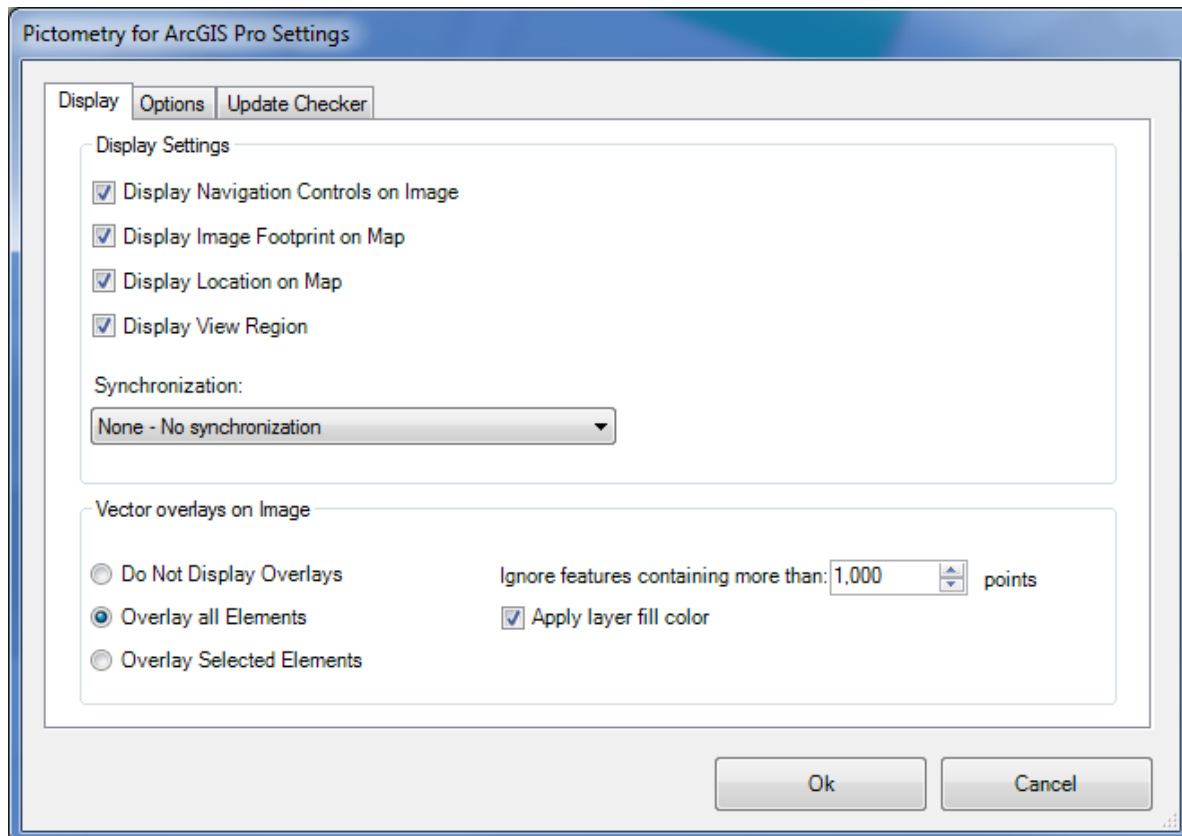 Pictometry for ArcGIS Pro Settings
Display Options Update Checker
Display Settings
Display Navigation Controls on Image
Display Image Footprint on Map
Display Location on Map
Display View Region
Synchronization:
None - No synchronization
Vector overlays on Image
Do Not Display Overlays Ignore features containing more than: 1,000 points
Overlay all Elements Apply layer fill color
Overlay Selected Elements
Ok Cancel